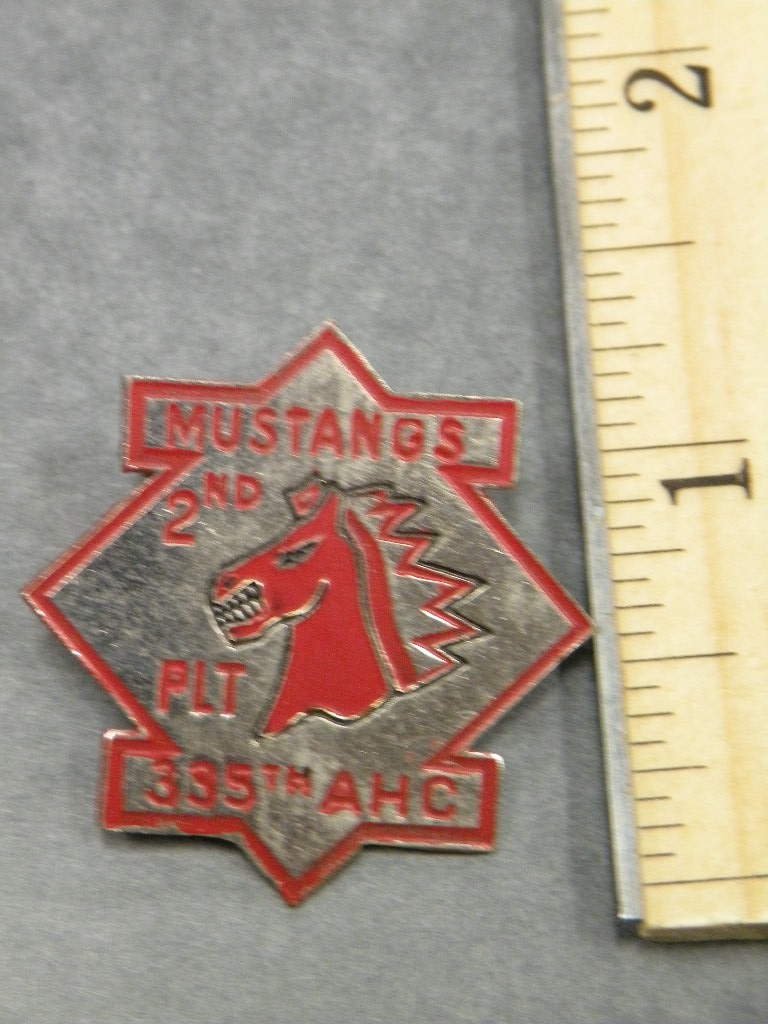 MUSTANGS
2ND
PLT
335TH AHC
2
1